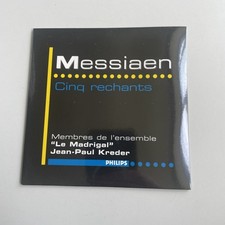 Messiaen
Cinq rechants
Membres de l'ensemble
"Le Madrigal"
Jean-Paul Kreder
PHILIPS